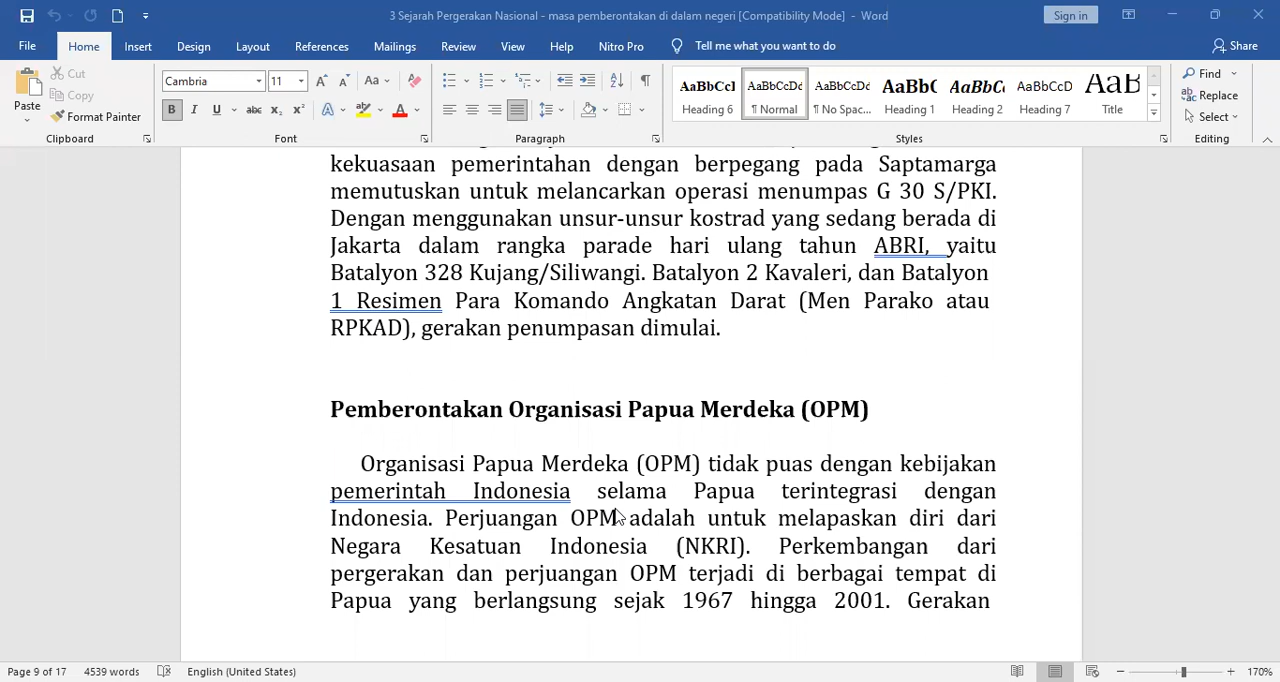 3 Sejarah Pergerakan Nasional - masa pemberontakan di dalam negeri [Compatibility Mode] - Word
Sign in
File Home Insert Design Layout References Mailings Review View Help Nitro Pro Tell me what you want to do Share
Paste
Cut
Copy
Format Painter
Clipboard
Cambria 11
Font
Paragraph
AaBbCcI Heading 6
AaBbCcDd ¶ Normal
AaBbCcDd ¶ No Spac...
AaBb( Heading 1
AaBbCc Heading 2
AaBbCcD Heading 7
AaB Title
Styles
Find
Replace
Select
Editing
kekuasaan pemerintahan dengan berpegang pada Saptamarga
memutuskan untuk melancarkan operasi menumpas G 30 S/PKI.
Dengan menggunakan unsur-unsur kostrad yang sedang berada di
Jakarta dalam rangka parade hari ulang tahun ABRI, yaitu
Batalyon 328 Kujang/Siliwangi. Batalyon 2 Kavaleri, dan Batalyon
1 Resimen Para Komando Angkatan Darat (Men Parako atau
RPKAD), gerakan penumpasan dimulai.
Pemberontakan Organisasi Papua Merdeka (OPM)
Organisasi Papua Merdeka (OPM) tidak puas dengan kebijakan
pemerintah Indonesia selama Papua terintegrasi dengan
Indonesia. Perjuangan OPM adalah untuk melapaskan diri dari
Negara Kesatuan Indonesia (NKRI). Perkembangan dari
pergerakan dan perjuangan OPM terjadi di berbagai tempat di
Papua yang berlangsung sejak 1967 hingga 2001. Gerakan
Page 9 of 17 4539 words English (United States) 170%